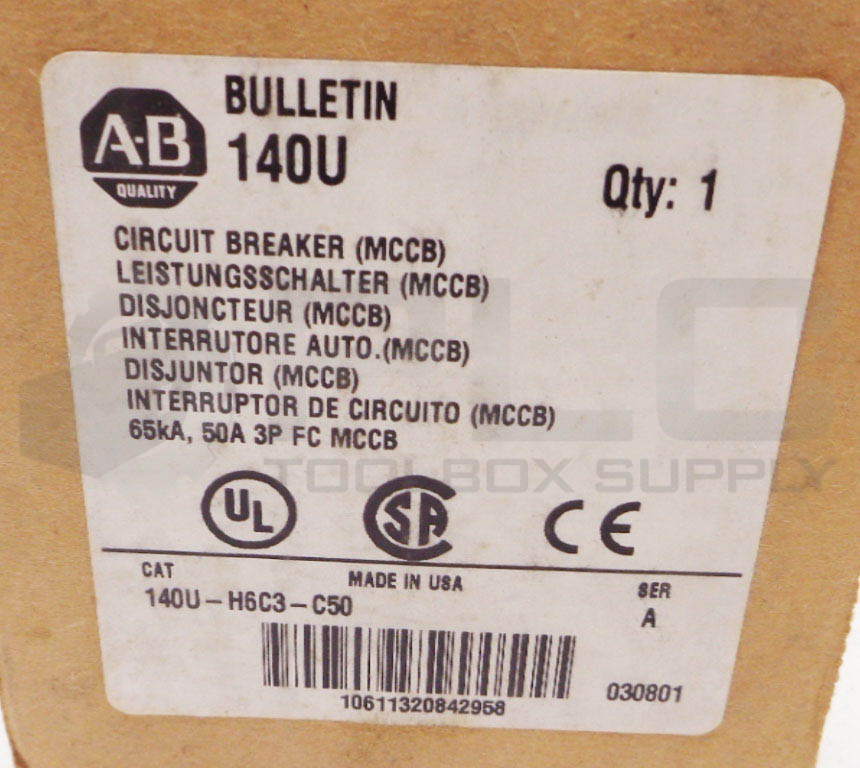 A-B
QUALITY
BULLETIN
140U
Qty: 1
CIRCUIT BREAKER (MCCB)
LEISTUNGSSCHALTER (MCCB)
DISJONCTEUR (MCCB)
INTERRUTORE AUTO.(MCCB)
DISJUNTOR (MCCB)
INTERRUPTOR DE CIRCUITO (MCCB)
65kA, 50A 3P FC MCCB
PLC
TOOLBOX SUPPLY
UL
SA
CE
CAT
MADE IN USA
SER
140U-H6C3-C50
A
10611320842958
030801